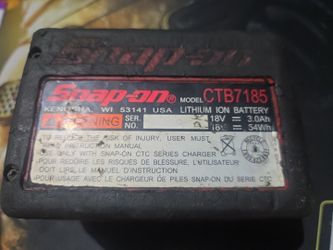 Snap-on
Snap-on® MODEL CTB7185
KENOSHA, WI 53141 USA LITHIUM ION BATTERY
WARNING SER. NO. 18V 3.0Ah
54Wh
TO REDUCE THE RISK OF INJURY, USER MUST
READ INSTRUCTION MANUAL
USE ONLY WITH SNAP-ON CTC SERIES CHARGER
POUR REDUIRE LES RISQUES DE BLESSURE, L'UTILISATEUR
DOIT LIRE LE MANUEL D'INSTRUCTION
POUR USAGE AVEC CHARGEUR DE PILES SNAP-ON DU SERIE CTC